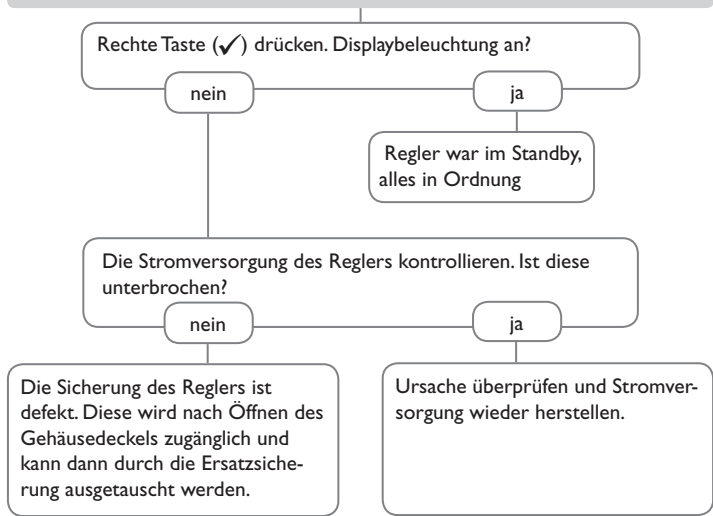 Rechte Taste (✓) drücken. Displaybeleuchtung an?
nein
ja
Regler war im Standby,
alles in Ordnung
Die Stromversorgung des Reglers kontrollieren. Ist diese
unterbrochen?
nein
ja
Die Sicherung des Reglers ist
defekt. Diese wird nach Öffnen des
Gehäusedeckels zugänglich und
kann dann durch die Ersatzsiche-
rung ausgetauscht werden.
Ursache überprüfen und Stromver-
sorgung wieder herstellen.